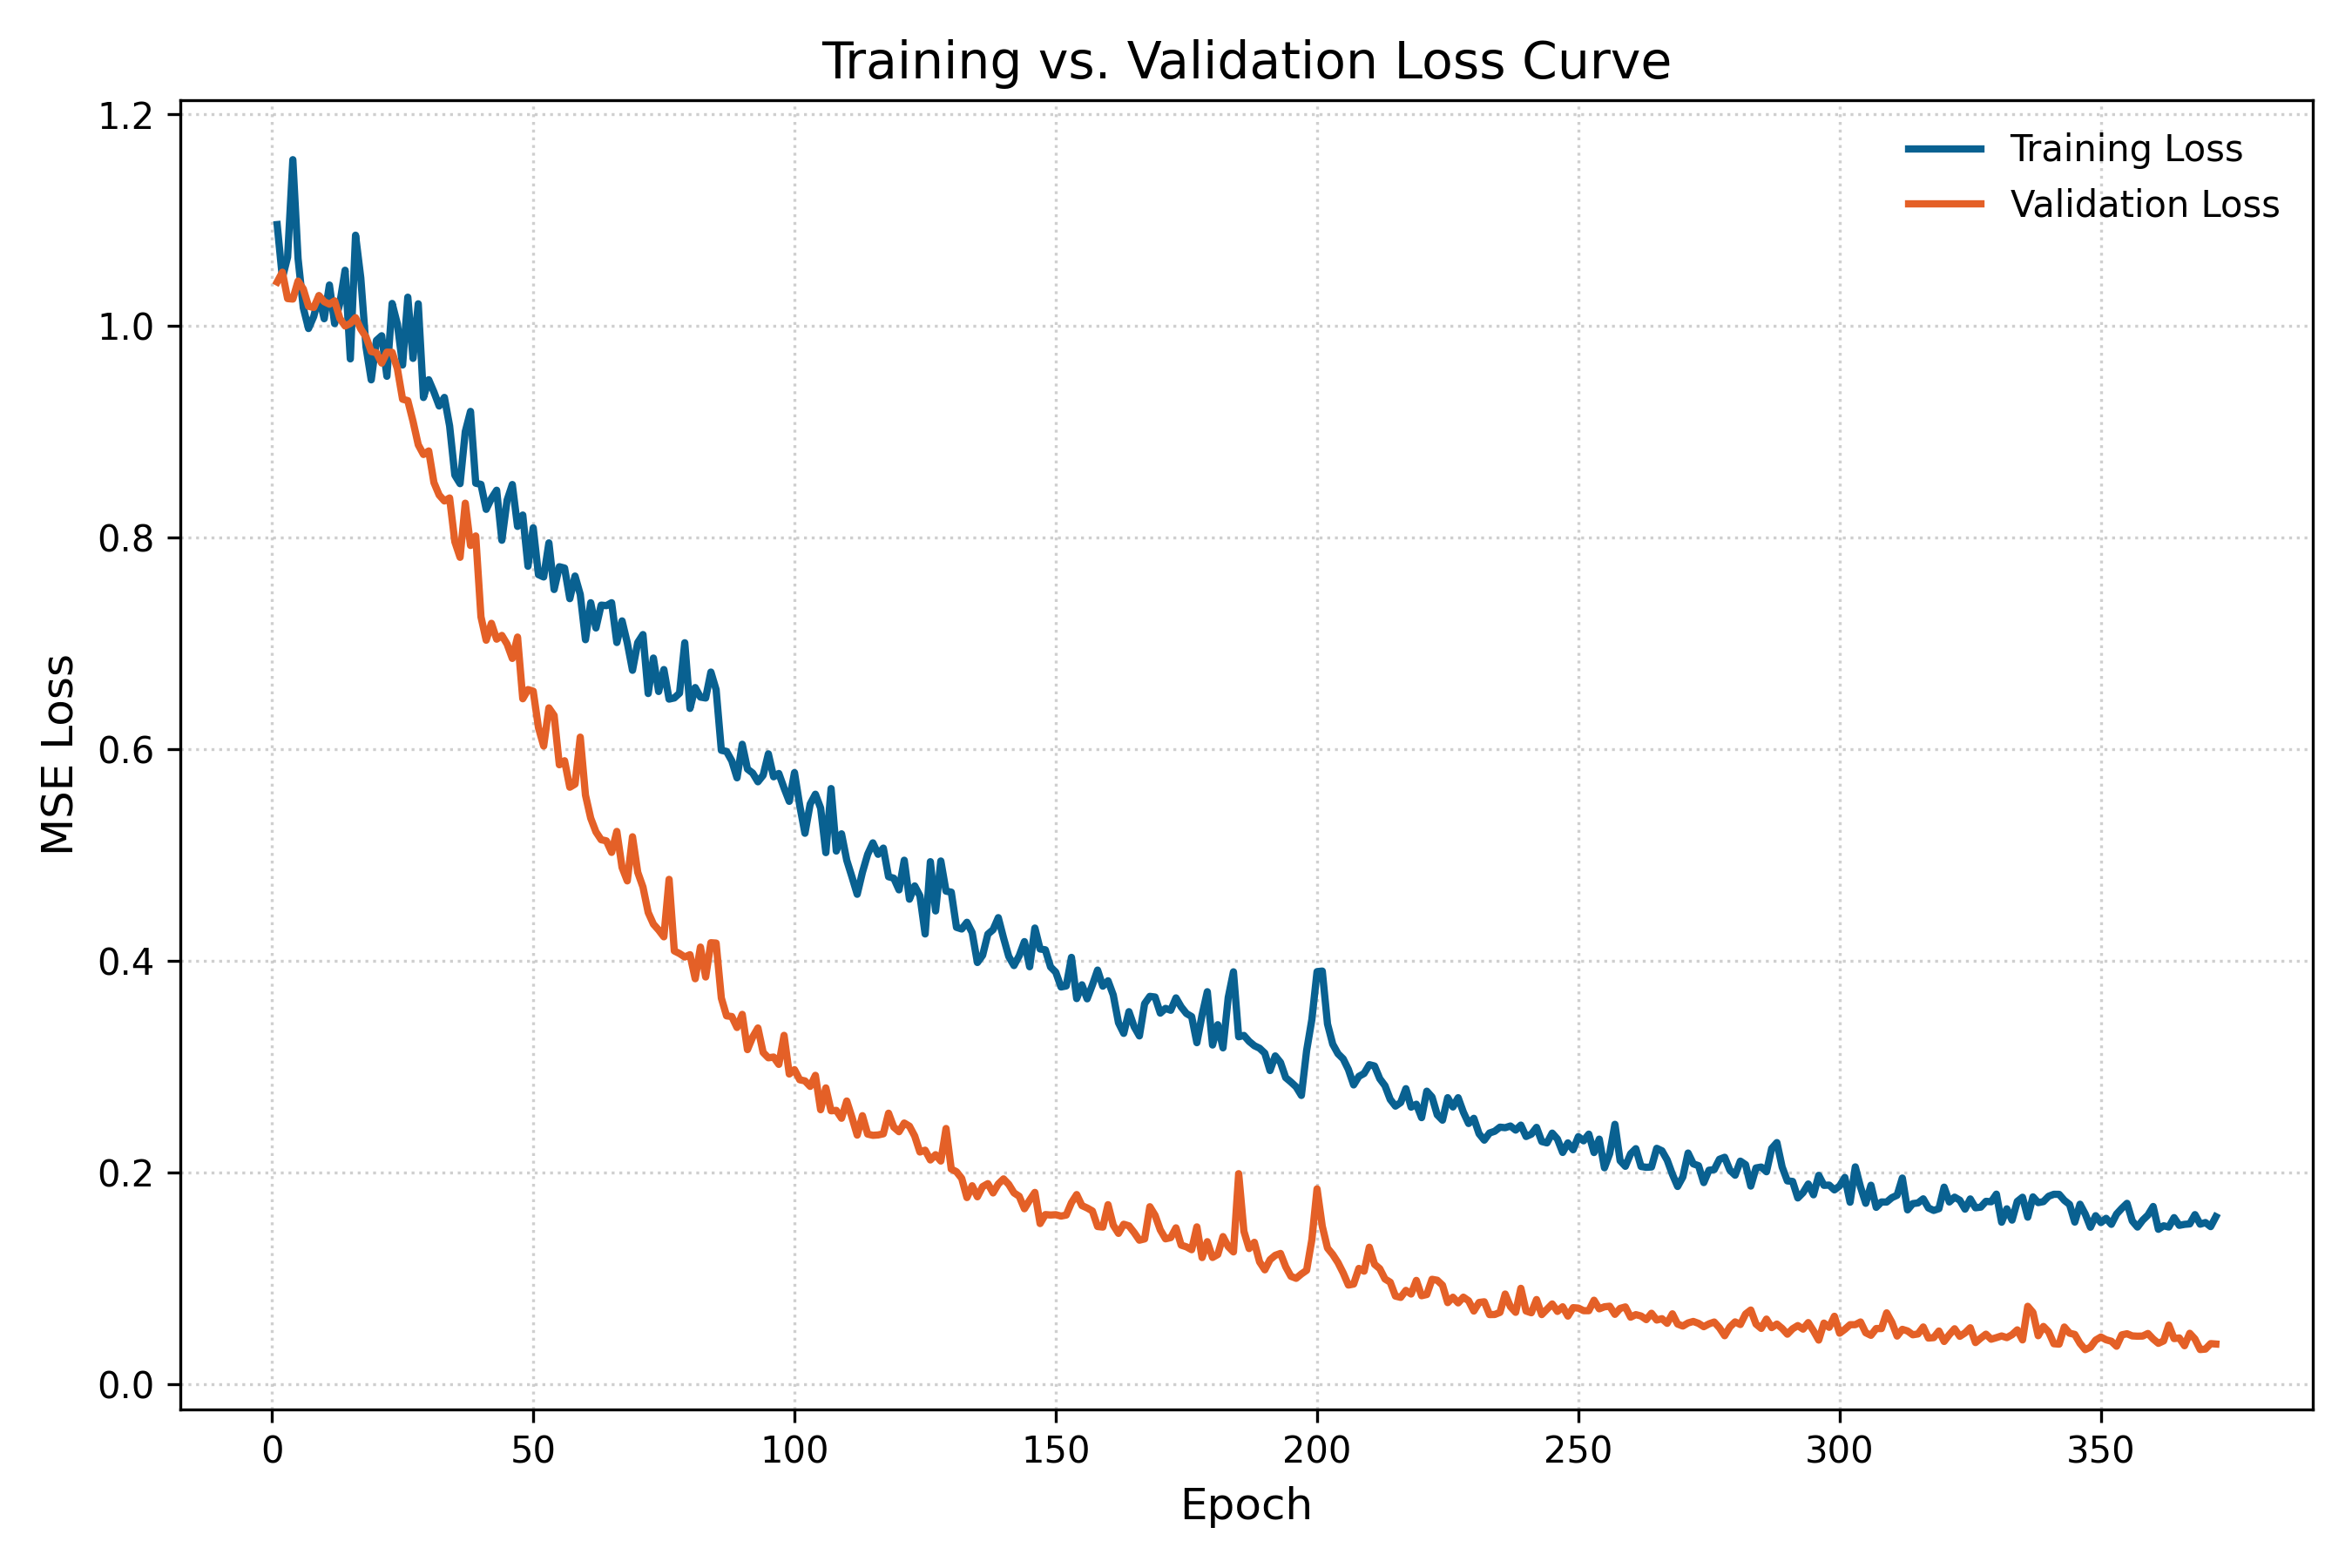 Training vs. Validation Loss Curve
Training Loss
Validation Loss
MSE Loss
1.2
1.0
0.8
0.6
0.4
0.2
0.0
0 50 100 150 200 250 300 350
Epoch